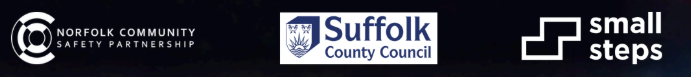 NORFOLK COMMUNITY
SAFETY PARTNERSHIP
Suffolk
County Council
small
steps